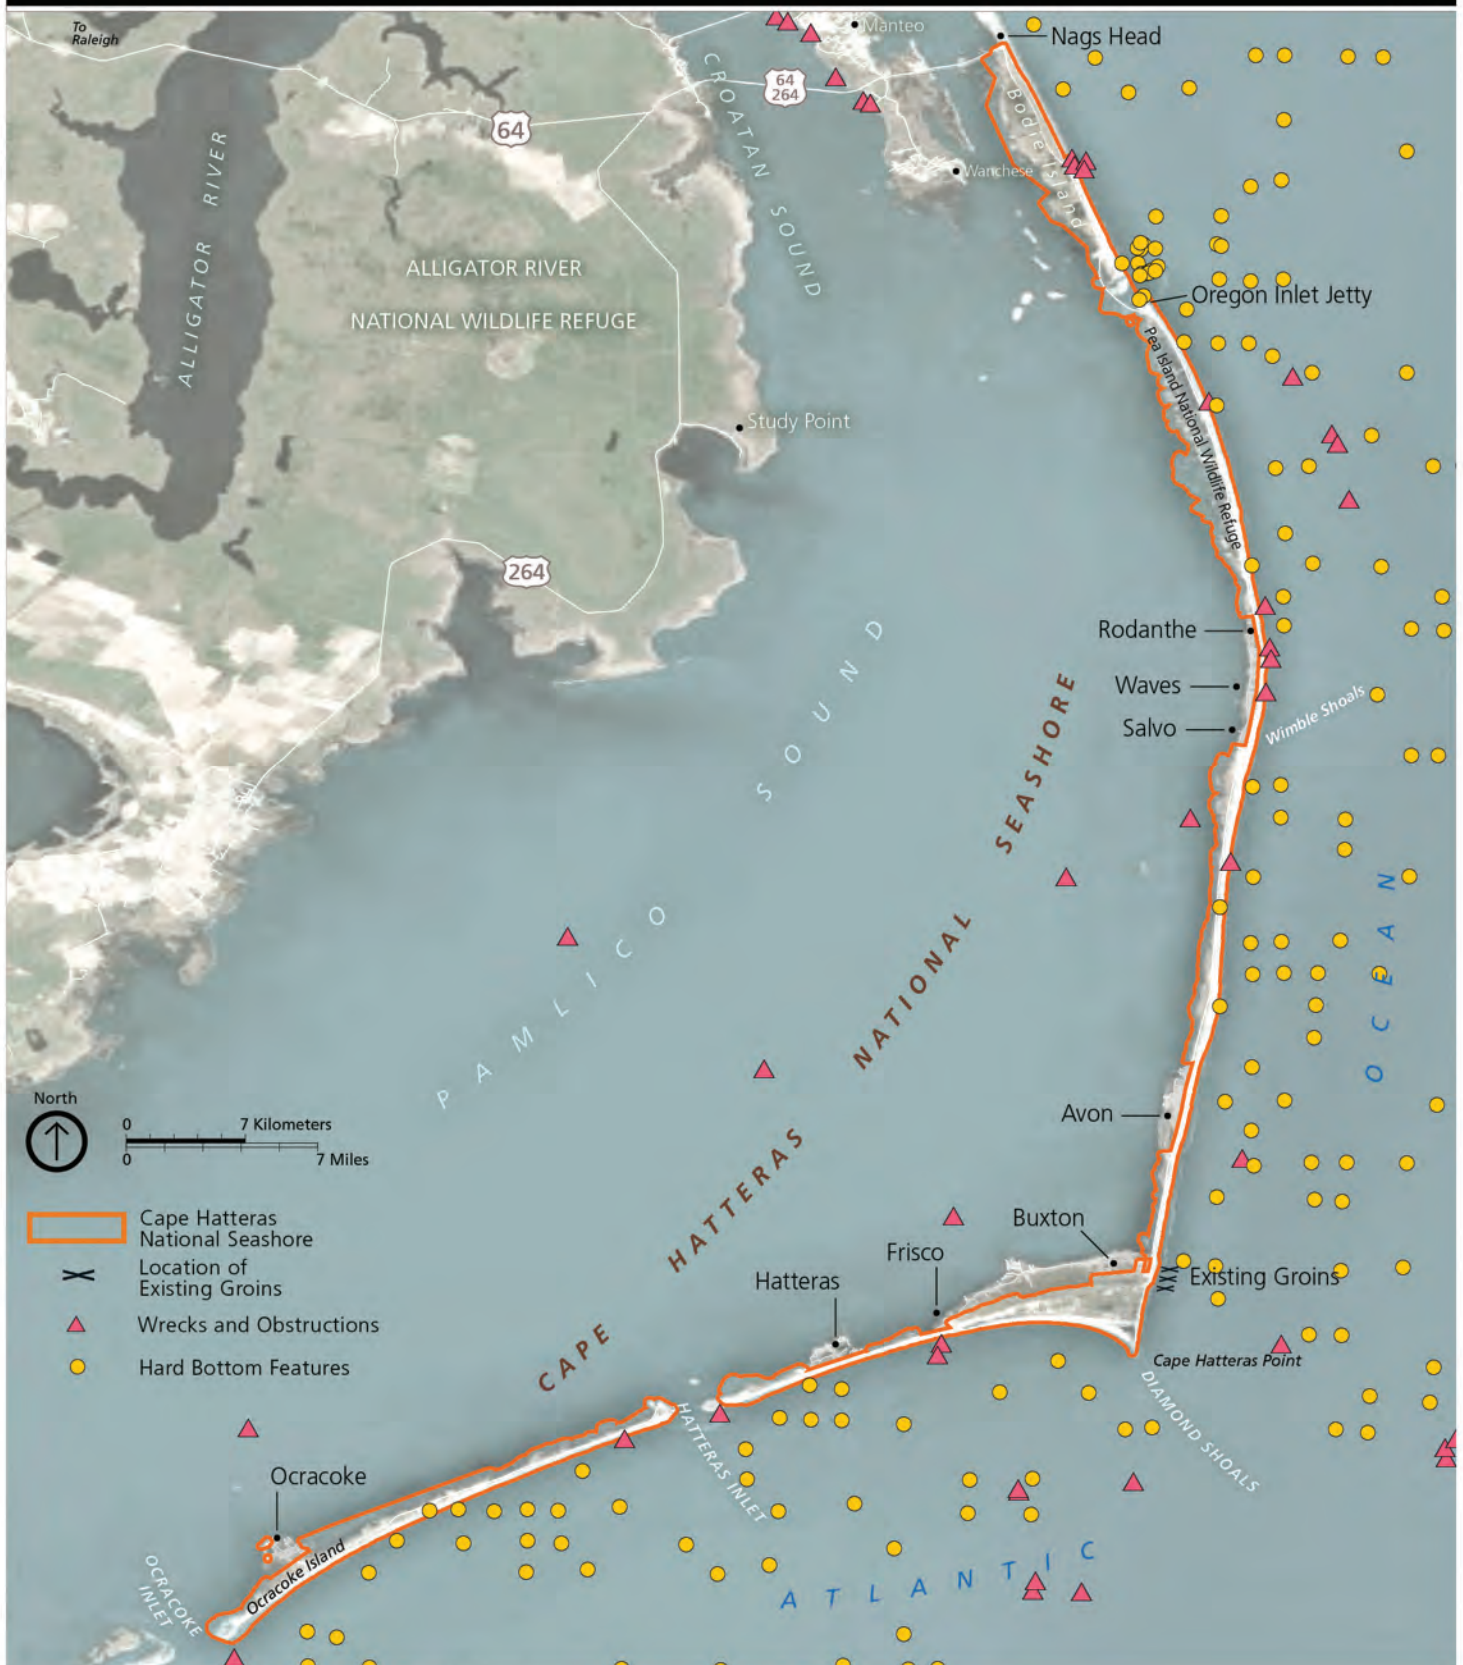 To
Raleigh
Manteo
Nags Head
CROATAN SOUND
64
264
64
Bodie Island
Wanchese
ALLIGATOR RIVER
ALLIGATOR RIVER
NATIONAL WILDLIFE REFUGE
Oregon Inlet Jetty
Pea Island National Wildlife Refuge
Study Point
264
Rodanthe
Waves
Salvo
Wimble Shoals
PAMLICO SOUND
CAPE HATTERAS NATIONAL SEASHORE
ATLANTIC OCEAN
North
0 7 Kilometers
0 7 Miles
Avon
Buxton
Frisco
Hatteras
Existing Groins
Cape Hatteras Point
DIAMOND SHOALS
HATTERAS INLET
Ocracoke
Ocracoke Island
OCRACOKE
INLET
Cape Hatteras
National Seashore
Location of
Existing Groins
Wrecks and Obstructions
Hard Bottom Features